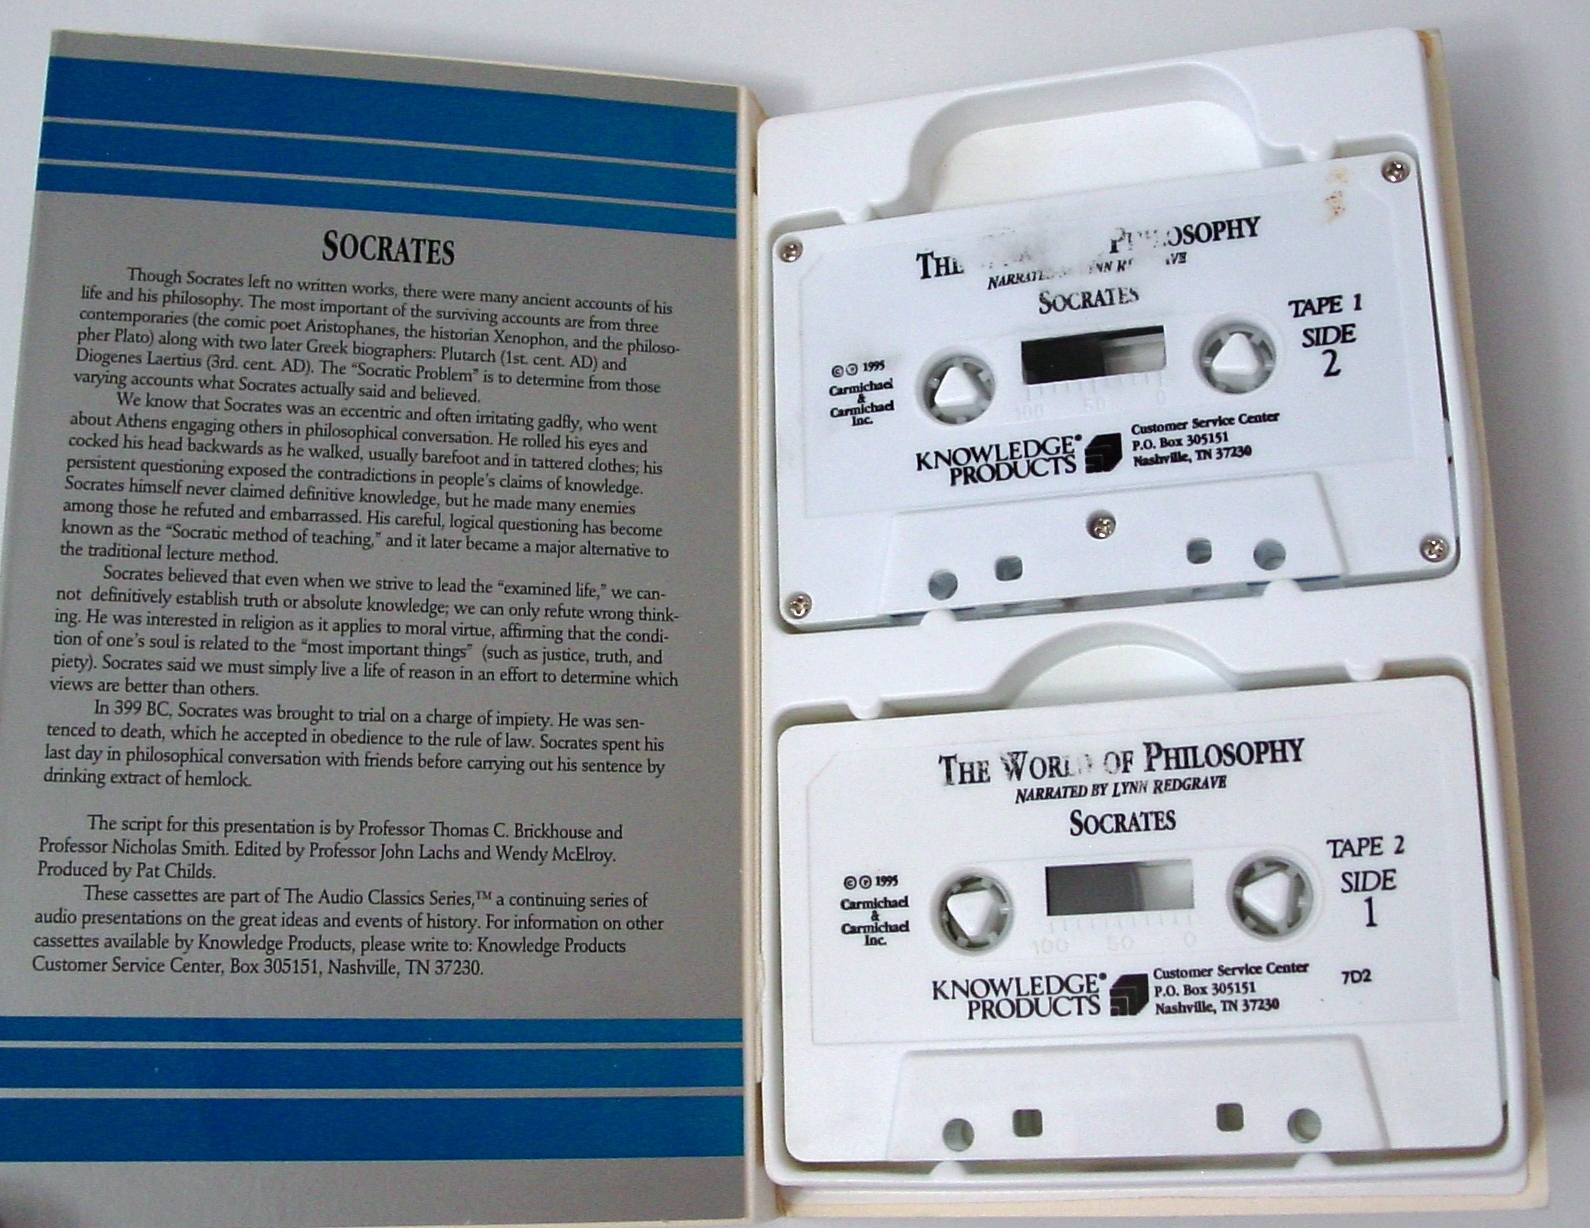 SOCRATES
Though Socrates left no written works, there were many ancient accounts of his
life and his philosophy. The most important of the surviving accounts are from three
contemporaries (the comic poet Aristophanes, the historian Xenophon, and the philoso-
pher Plato) along with two later Greek biographers: Plutarch (1st. cent. AD) and
Diogenes Laertius (3rd. cent. AD). The "Socratic Problem" is to determine from those
varying accounts what Socrates actually said and believed.
We know that Socrates was an eccentric and often irritating gadfly, who went
about Athens engaging others in philosophical conversation. He rolled his eyes and
cocked his head backwards as he walked, usually barefoot and in tattered clothes; his
persistent questioning exposed the contradictions in people's claims of knowledge.
Socrates himself never claimed definitive knowledge, but he made many enemies
among those he refuted and embarrassed. His careful, logical questioning has become
known as the "Socratic method of teaching," and it later became a major alternative to
the traditional lecture method.
Socrates believed that even when we strive to lead the "examined life," we can-
not definitively establish truth or absolute knowledge; we can only refute wrong think-
ing. He was interested in religion as it applies to moral virtue, affirming that the condi-
tion of one's soul is related to the "most important things" (such as justice, truth, and
piety). Socrates said we must simply live a life of reason in an effort to determine which
views are better than others.
In 399 BC, Socrates was brought to trial on a charge of impiety. He was sen-
tenced to death, which he accepted in obedience to the rule of law. Socrates spent his
last day in philosophical conversation with friends before carrying out his sentence by
drinking extract of hemlock.
The script for this presentation is by Professor Thomas C. Brickhouse and
Professor Nicholas Smith. Edited by Professor John Lachs and Wendy McElroy.
Produced by Pat Childs.
These cassettes are part of The Audio Classics Series,™ a continuing series of
audio presentations on the great ideas and events of history. For information on other
cassettes available by Knowledge Products, please write to: Knowledge Products
Customer Service Center, Box 305151, Nashville, TN 37230.
THE PHILOSOPHY
NARRATED
SOCRATES
TAPE 1
SIDE
2
© ℗ 1995
Carmichael
&
Carmichael
Inc.
100 50 0
KNOWLEDGE®
PRODUCTS
Customer Service Center
P.O. Box 305151
Nashville, TN 37230
THE WORLD OF PHILOSOPHY
NARRATED BY LYNN REDGRAVE
SOCRATES
TAPE 2
SIDE
1
© ℗ 1995
Carmichael
&
Carmichael
Inc.
100 50 0
KNOWLEDGE®
PRODUCTS
Customer Service Center
P.O. Box 305151
Nashville, TN 37230
7D2